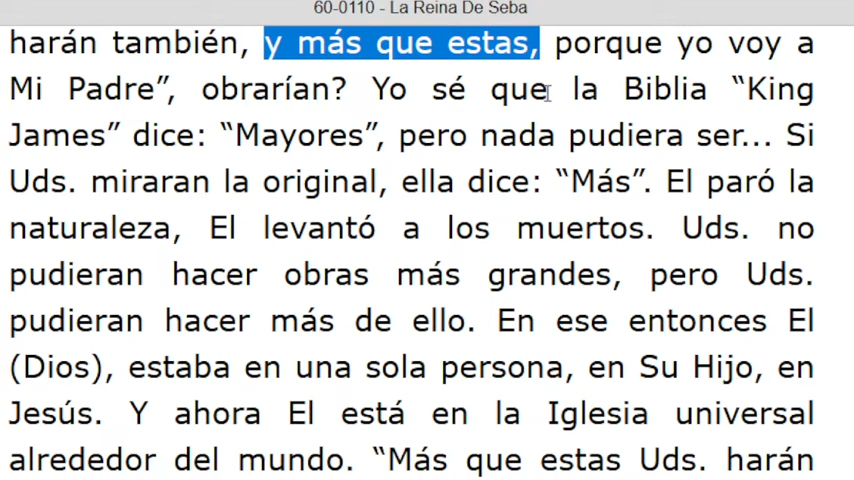 60-0110 - La Reina De Seba
harán también, y más que estas, porque yo voy a
Mi Padre”, obrarían? Yo sé que la Biblia “King
James” dice: “Mayores”, pero nada pudiera ser... Si
Uds. miraran la original, ella dice: “Más”. El paró la
naturaleza, El levantó a los muertos. Uds. no
pudieran hacer obras más grandes, pero Uds.
pudieran hacer más de ello. En ese entonces El
(Dios), estaba en una sola persona, en Su Hijo, en
Jesús. Y ahora El está en la Iglesia universal
alrededor del mundo. “Más que estas Uds. harán